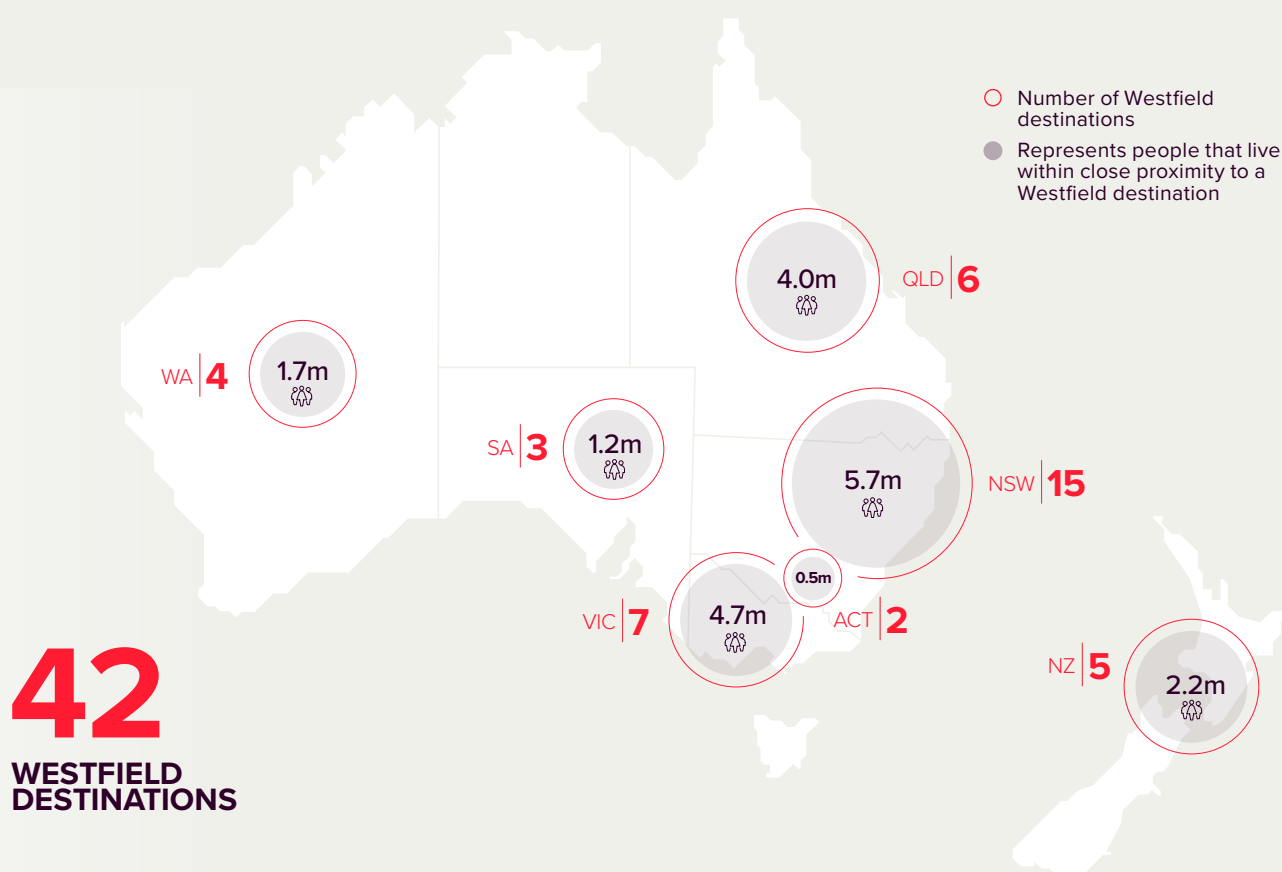 Number of Westfield
destinations
Represents people that live
within close proximity to a
Westfield destination
4.0m
QLD 6
WA 4
1.7m
SA 3
1.2m
5.7m
NSW 15
0.5m
VIC 7
4.7m
ACT 2
NZ 5
2.2m
42
WESTFIELD
DESTINATIONS